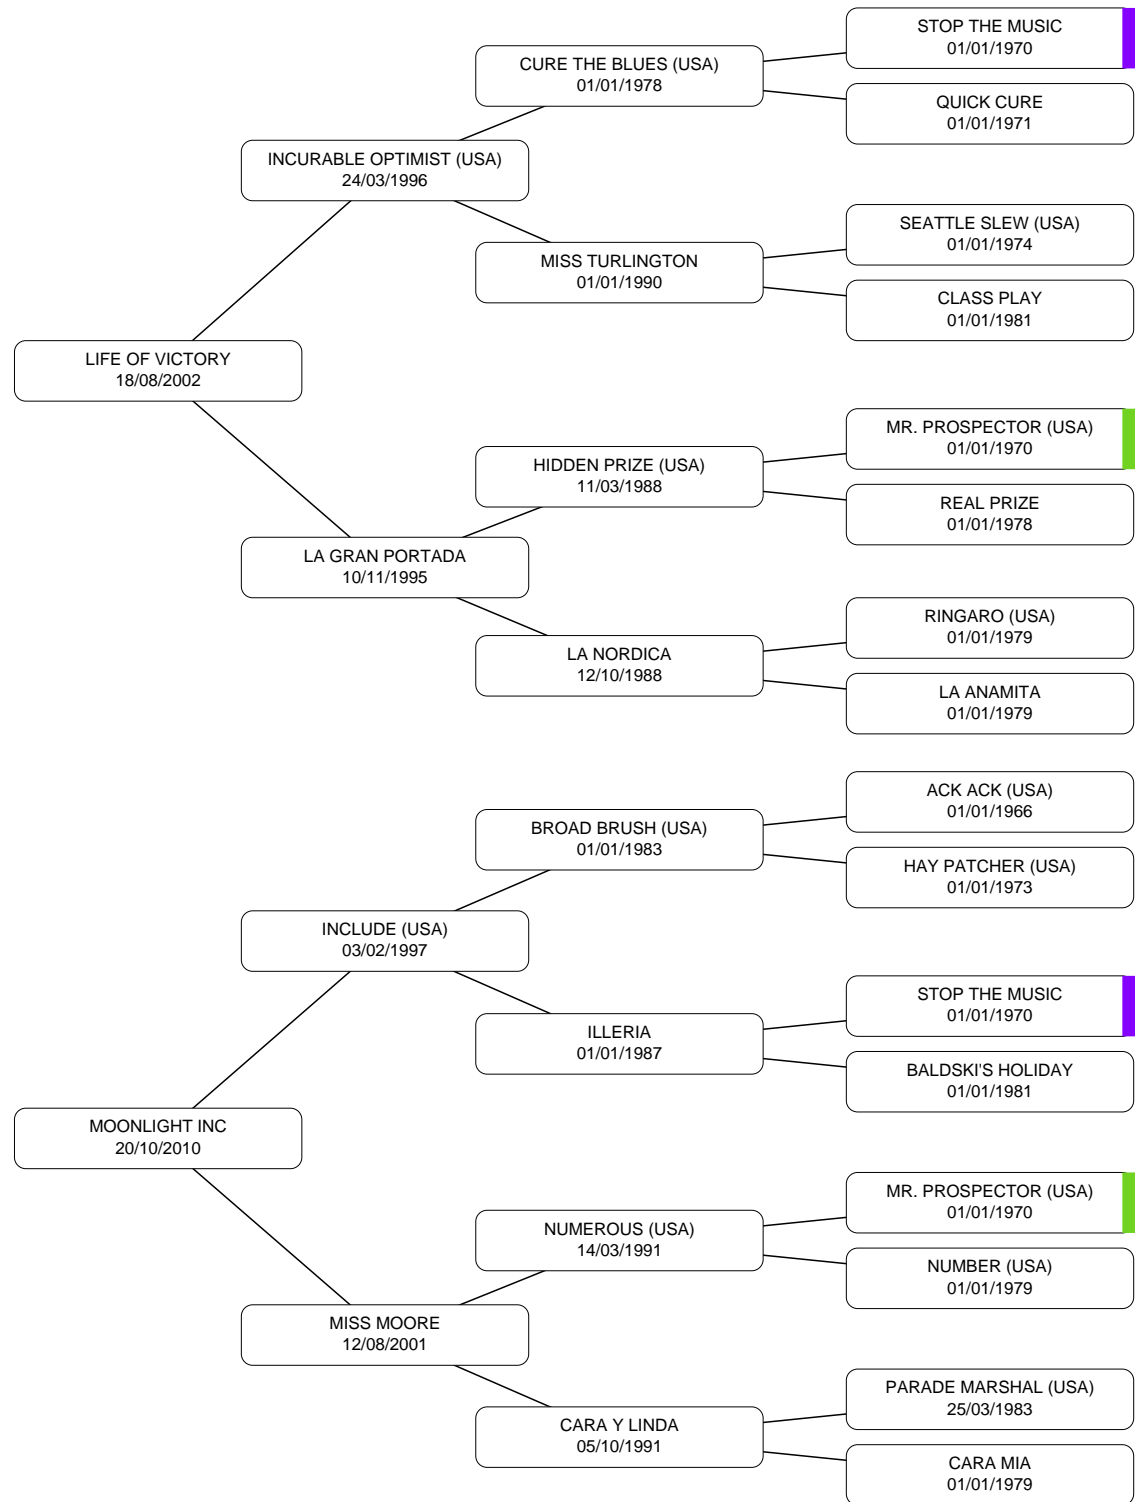 STOP THE MUSIC
01/01/1970
CURE THE BLUES (USA)
01/01/1978
QUICK CURE
01/01/1971
INCURABLE OPTIMIST (USA)
24/03/1996
SEATTLE SLEW (USA)
01/01/1974
MISS TURLINGTON
01/01/1990
CLASS PLAY
01/01/1981
LIFE OF VICTORY
18/08/2002
MR. PROSPECTOR (USA)
01/01/1970
HIDDEN PRIZE (USA)
11/03/1988
REAL PRIZE
01/01/1978
LA GRAN PORTADA
10/11/1995
RINGARO (USA)
01/01/1979
LA NORDICA
12/10/1988
LA ANAMITA
01/01/1979
ACK ACK (USA)
01/01/1966
BROAD BRUSH (USA)
01/01/1983
HAY PATCHER (USA)
01/01/1973
INCLUDE (USA)
03/02/1997
STOP THE MUSIC
01/01/1970
ILLERIA
01/01/1987
BALDSKI'S HOLIDAY
01/01/1981
MOONLIGHT INC
20/10/2010
MR. PROSPECTOR (USA)
01/01/1970
NUMEROUS (USA)
14/03/1991
NUMBER (USA)
01/01/1979
MISS MOORE
12/08/2001
PARADE MARSHAL (USA)
25/03/1983
CARA Y LINDA
05/10/1991
CARA MIA
01/01/1979